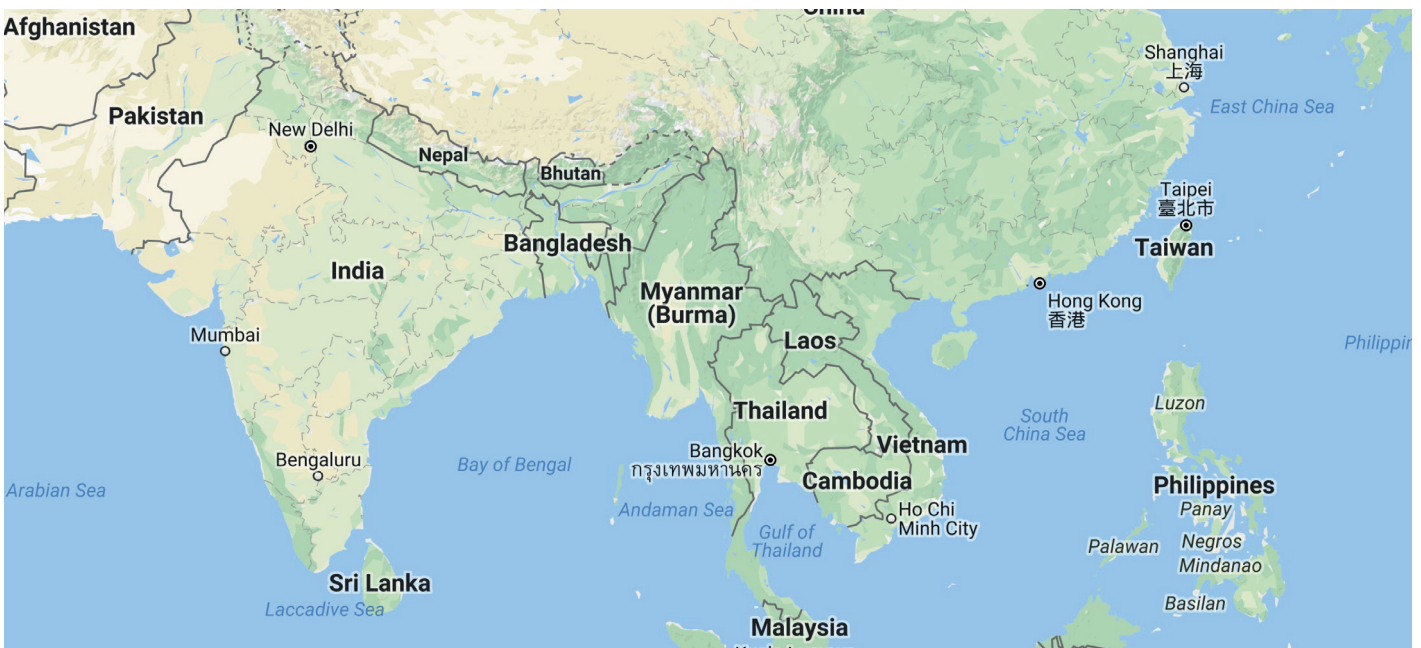 China
Afghanistan
Shanghai
上海
East China Sea
Pakistan
New Delhi
Nepal
Bhutan
Taipei
臺北市
Taiwan
Bangladesh
India
Myanmar
(Burma)
Hong Kong
香港
Mumbai
Laos
Luzon
Thailand
South
China Sea
Vietnam
Bangkok
กรุงเทพมหานคร
Bengaluru
Bay of Bengal
Cambodia
Arabian Sea
Philippines
Panay
Andaman Sea
Ho Chi
Minh City
Gulf of
Thailand
Palawan
Negros
Mindanao
Sri Lanka
Laccadive Sea
Basilan
Malaysia